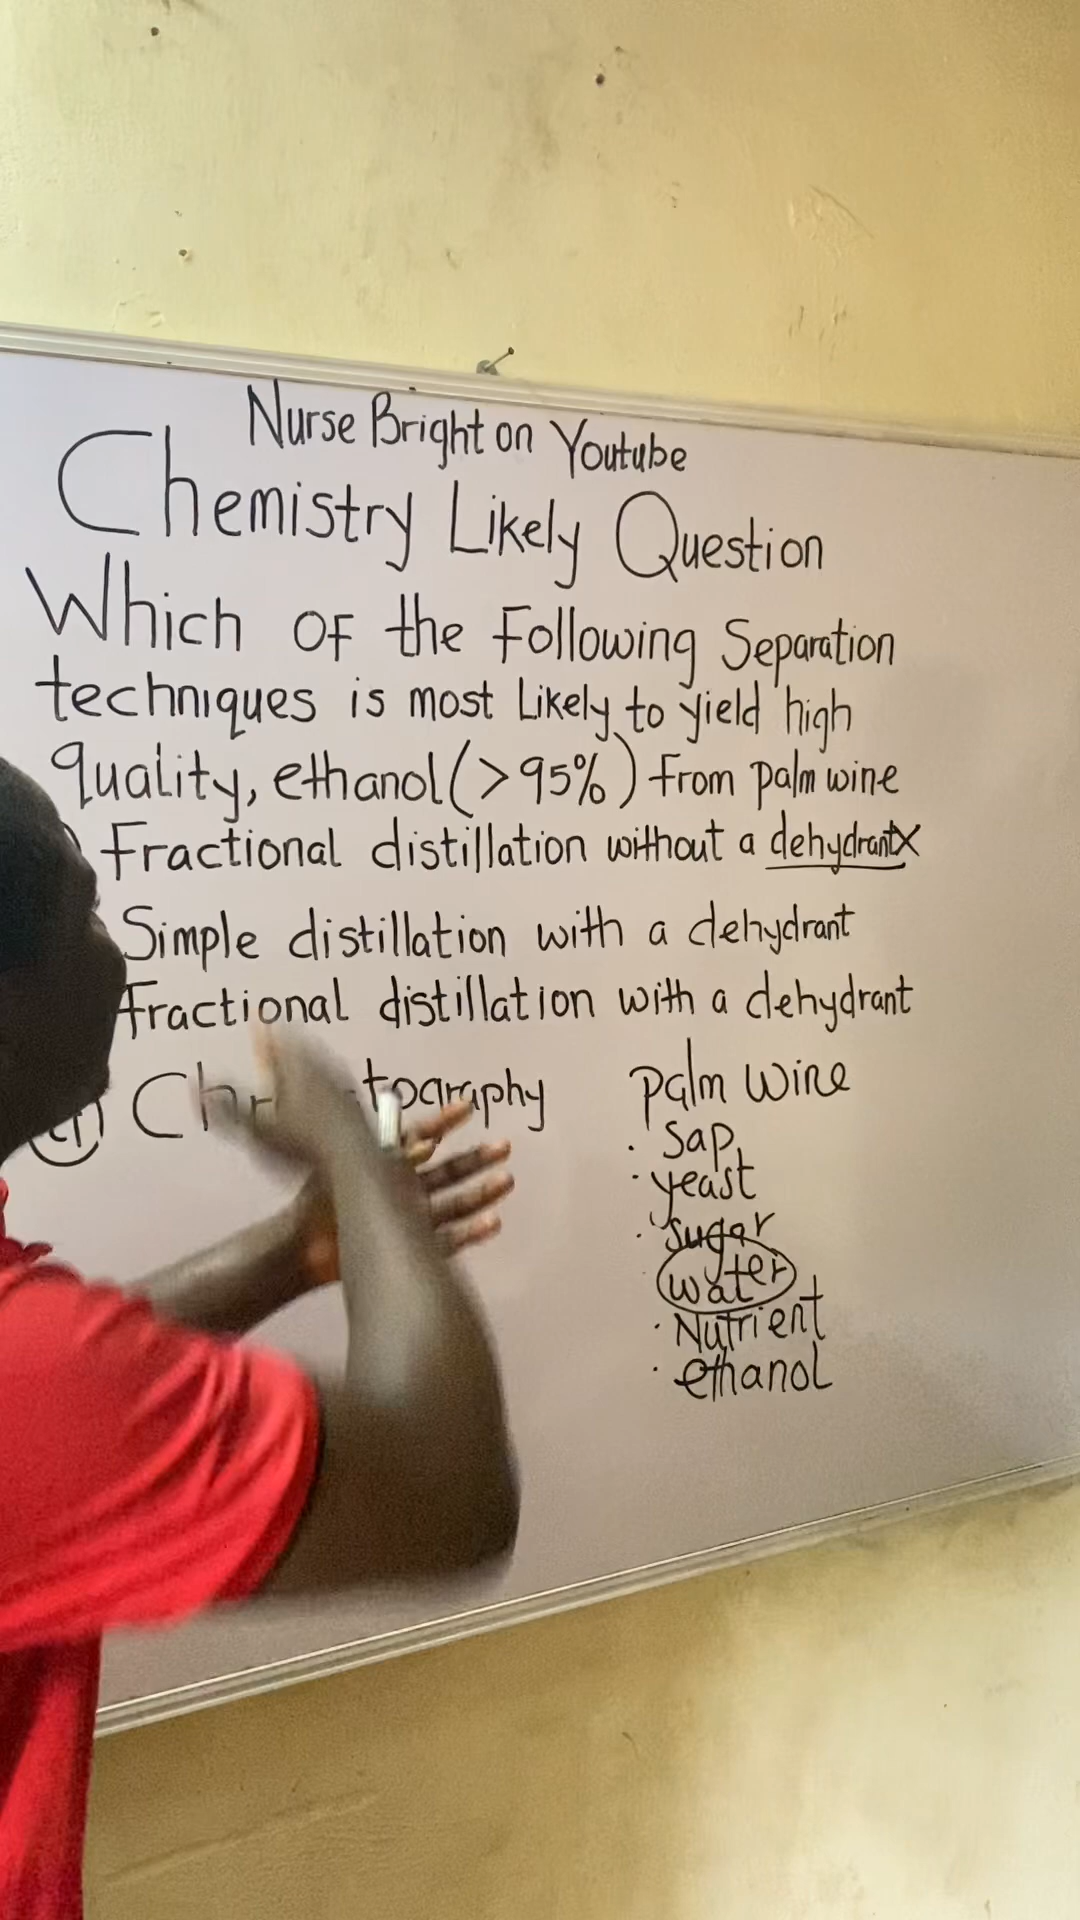 Nurse Bright on Youtube
Chemistry Likely Question
Which of the Following Separation
techniques is most Likely to yield high
quality, ethanol (>95%) from palm wine
Fractional distillation without a dehydrant X
Simple distillation with a dehydrant
Fractional distillation with a dehydrant
palm wine
· Sap
· yeast
· sugar
water
· Nutrient
· ethanol